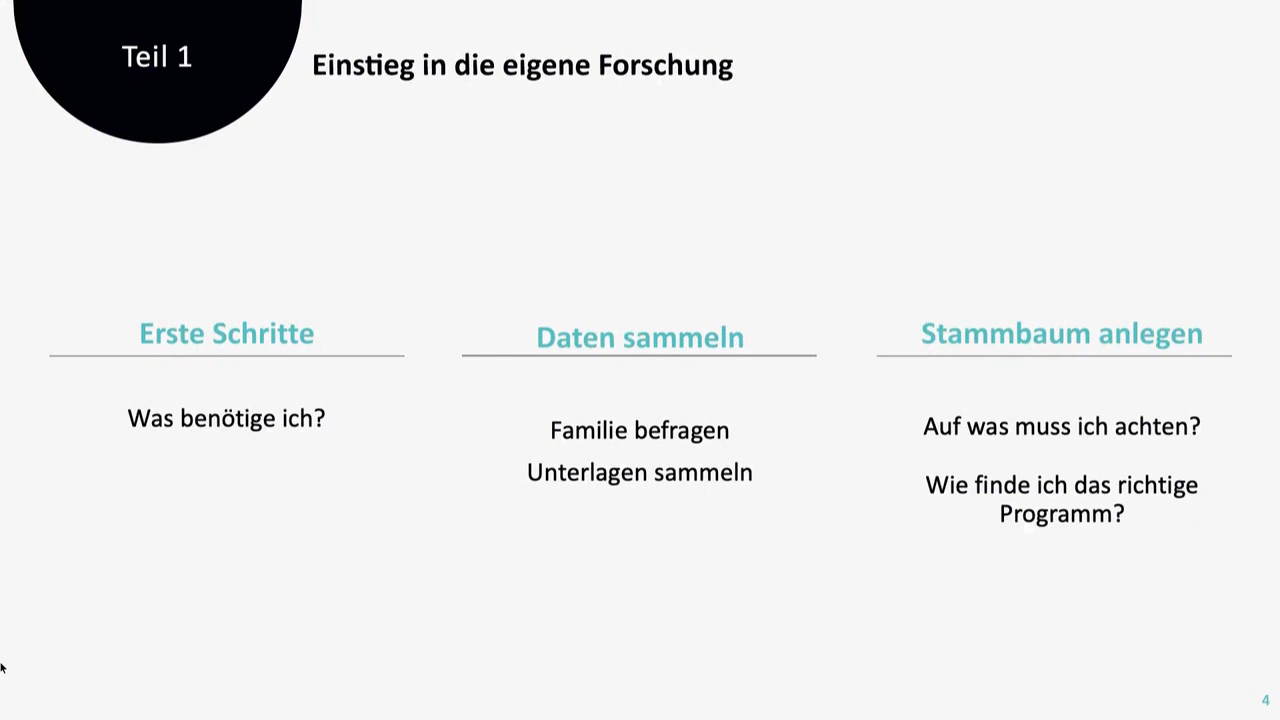 Teil 1
Einstieg in die eigene Forschung
Erste Schritte
Was benötige ich?
Daten sammeln
Familie befragen
Unterlagen sammeln
Stammbaum anlegen
Auf was muss ich achten?
Wie finde ich das richtige
Programm?
4